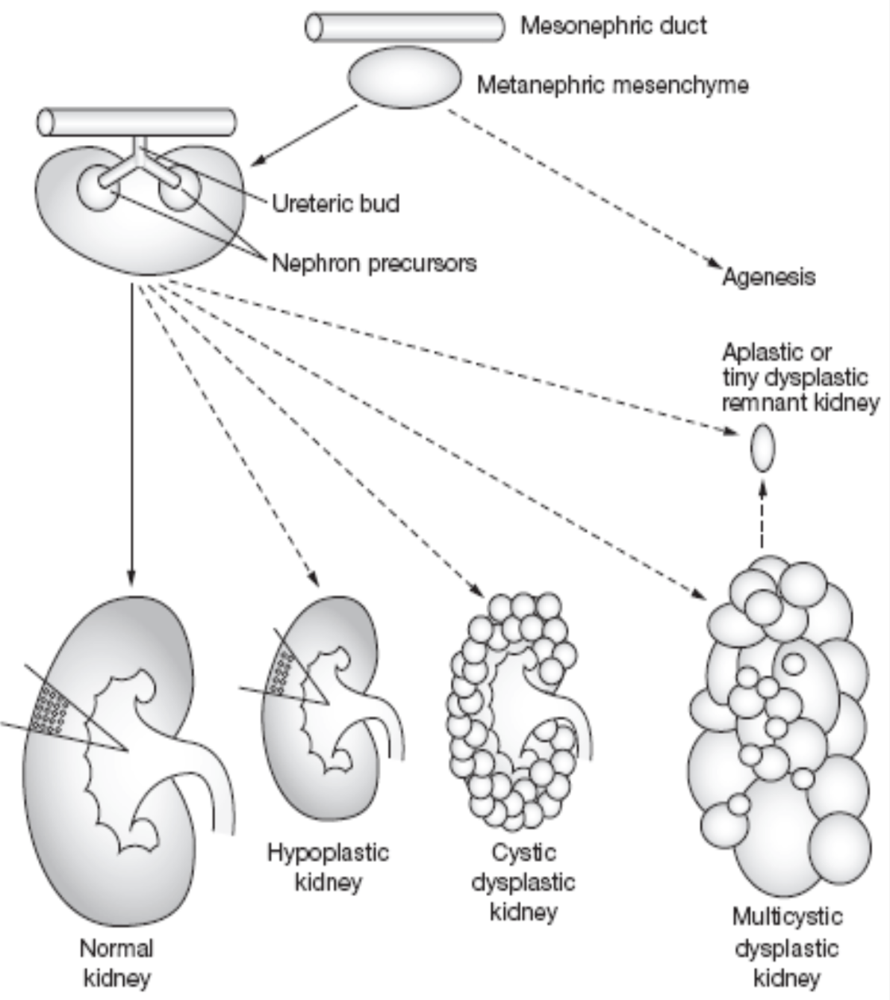 Mesonephric duct
Metanephric mesenchyme
Ureteric bud
Nephron precursors
Agenesis
Aplastic or
tiny dysplastic
remnant kidney
Hypoplastic
kidney
Cystic
dysplastic
kidney
Multicystic
dysplastic
kidney
Normal
kidney